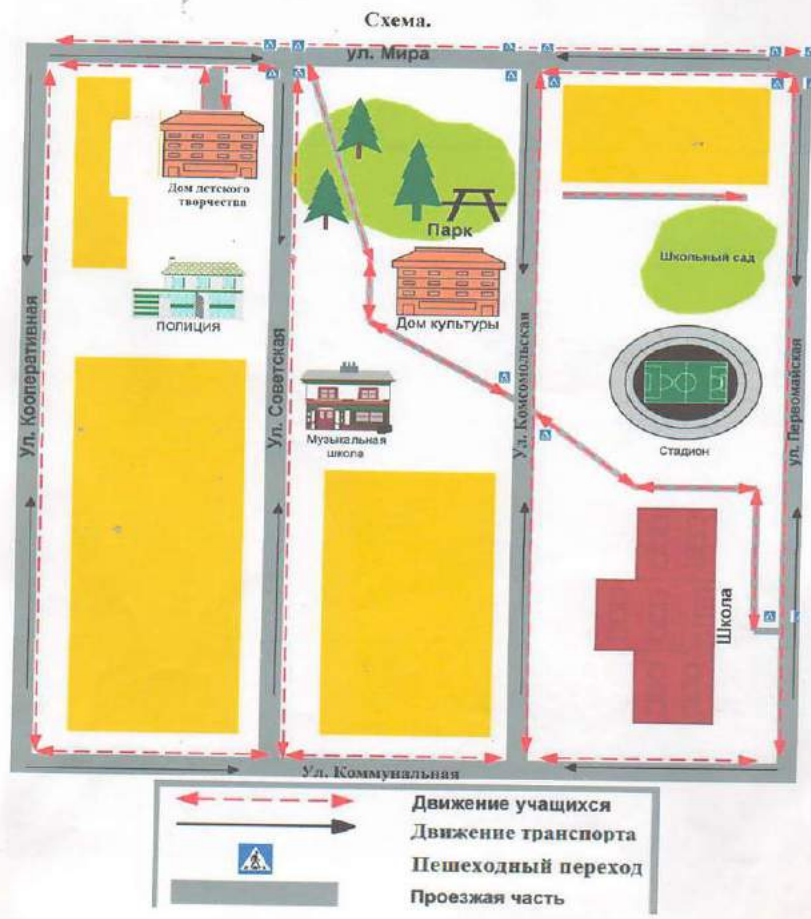 Схема.
ул. Мира
Дом детского
творчества
Парк
Школьный сад
полиция
Дом культуры
Ул. Кооперативная
Ул. Советская
Ул. Комсомольская
ул. Первомайская
Музыкальная
школа
Стадион
Школа
Ул. Коммунальная
Движение учащихся
Движение транспорта
Пешеходный переход
Проезжая часть